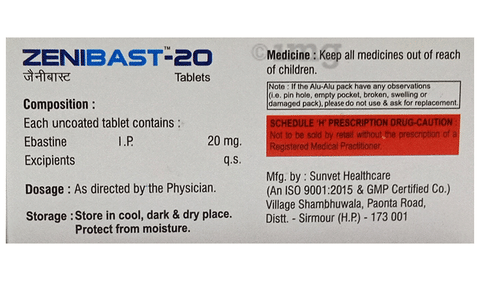 ZENIBAST™-20
जैनीबास्ट Tablets
Composition :
Each uncoated tablet contains :
Ebastine I.P. 20 mg.
Excipients q.s.
Dosage : As directed by the Physician.
Storage : Store in cool, dark & dry place.
Protect from moisture.
Medicine : Keep all medicines out of reach
of children.
Note : If the Alu-Alu pack have any observations
(i.e. pin hole, empty pocket, broken, swelling or
damaged pack), please do not use & ask for replacement.
SCHEDULE 'H' PRESCRIPTION DRUG-CAUTION :
Not to be sold by retail without the prescription of a
Registered Medical Practitioner.
Mfg. by : Sunvet Healthcare
(An ISO 9001:2015 & GMP Certified Co.)
Village Shambhuwala, Paonta Road,
Distt. - Sirmour (H.P.) - 173 001